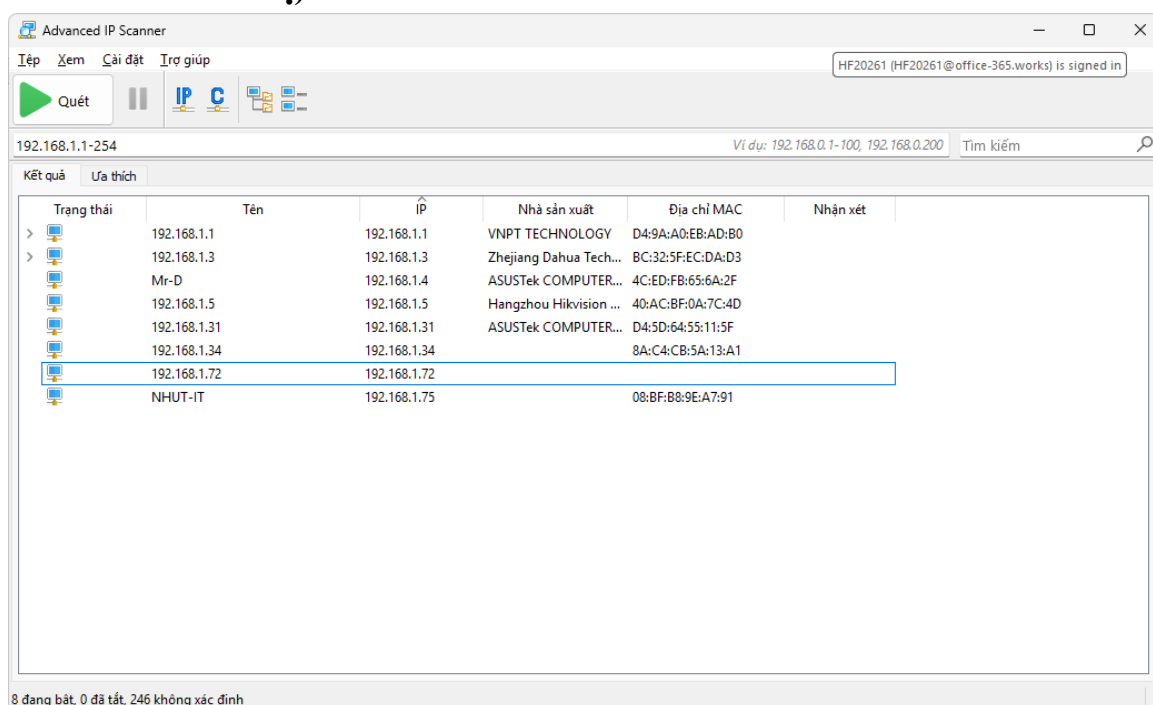 Advanced IP Scanner
Tệp Xem Cài đặt Trợ giúp
HF20261 (HF20261@office-365.works) is signed in
Quét IP C
192.168.1.1-254 Ví dụ: 192.168.0.1-100, 192.168.0.200 Tìm kiếm
Kết quả Ưa thích
Trạng thái Tên IP Nhà sản xuất Địa chỉ MAC Nhận xét
192.168.1.1 192.168.1.1 VNPT TECHNOLOGY D4:9A:A0:EB:AD:B0
192.168.1.3 192.168.1.3 Zhejiang Dahua Tech... BC:32:5F:EC:DA:D3
Mr-D 192.168.1.4 ASUSTek COMPUTER... 4C:ED:FB:65:6A:2F
192.168.1.5 192.168.1.5 Hangzhou Hikvision ... 40:AC:BF:0A:7C:4D
192.168.1.31 192.168.1.31 ASUSTek COMPUTER... D4:5D:64:55:11:5F
192.168.1.34 192.168.1.34 8A:C4:CB:5A:13:A1
192.168.1.72 192.168.1.72
NHUT-IT 192.168.1.75 08:BF:B8:9E:A7:91
8 đang bật, 0 đã tắt, 246 không xác định